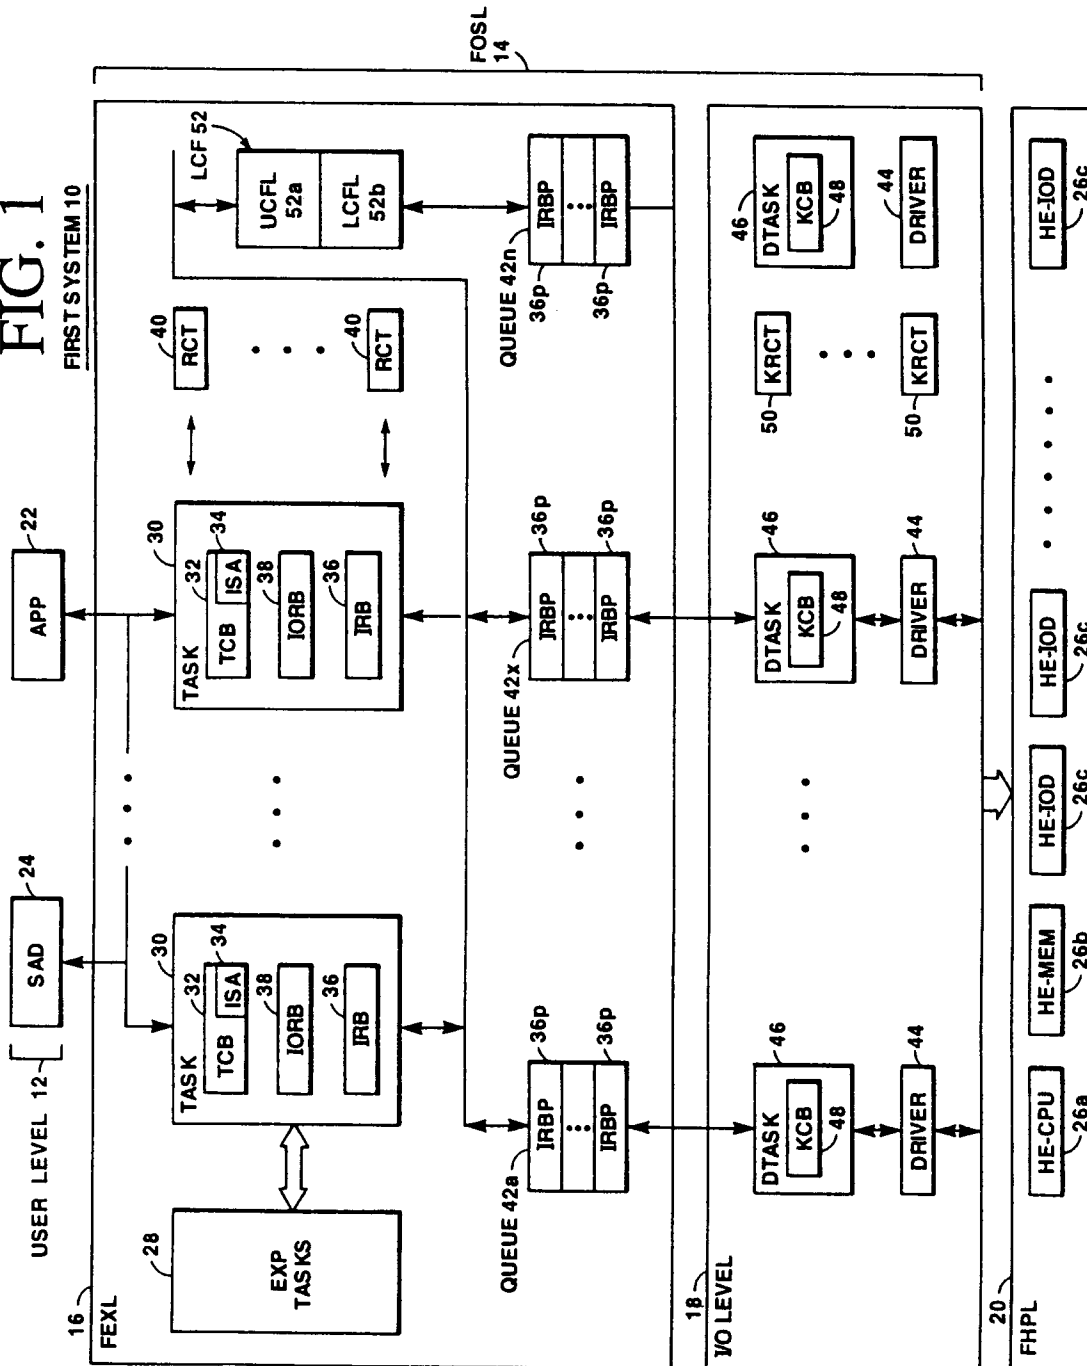 FIG. 1
FIRST SYSTEM 10
USER LEVEL 12
SAD
24
APP
22
FOSL
14
16
FEXL
28
EXP
TASKS
TASK
30
32
34
TCB
ISA
IORB
38
IRB
36
TASK
30
32
34
TCB
ISA
IORB
38
IRB
36
RCT
40
RCT
40
LCF 52
UCFL
52a
LCFL
52b
QUEUE 42a
IRBP
36p
IRBP
36p
QUEUE 42x
IRBP
36p
IRBP
36p
QUEUE 42n
IRBP
36p
IRBP
36p
18
I/O LEVEL
DTASK
46
KCB
48
DRIVER
44
DTASK
46
KCB
48
DRIVER
44
50
KRCT
50
KRCT
46
DTASK
KCB
48
44
DRIVER
20
FHPL
HE-CPU
26a
HE-MEM
26b
HE-IOD
26c
HE-IOD
26c
HE-IOD
26c